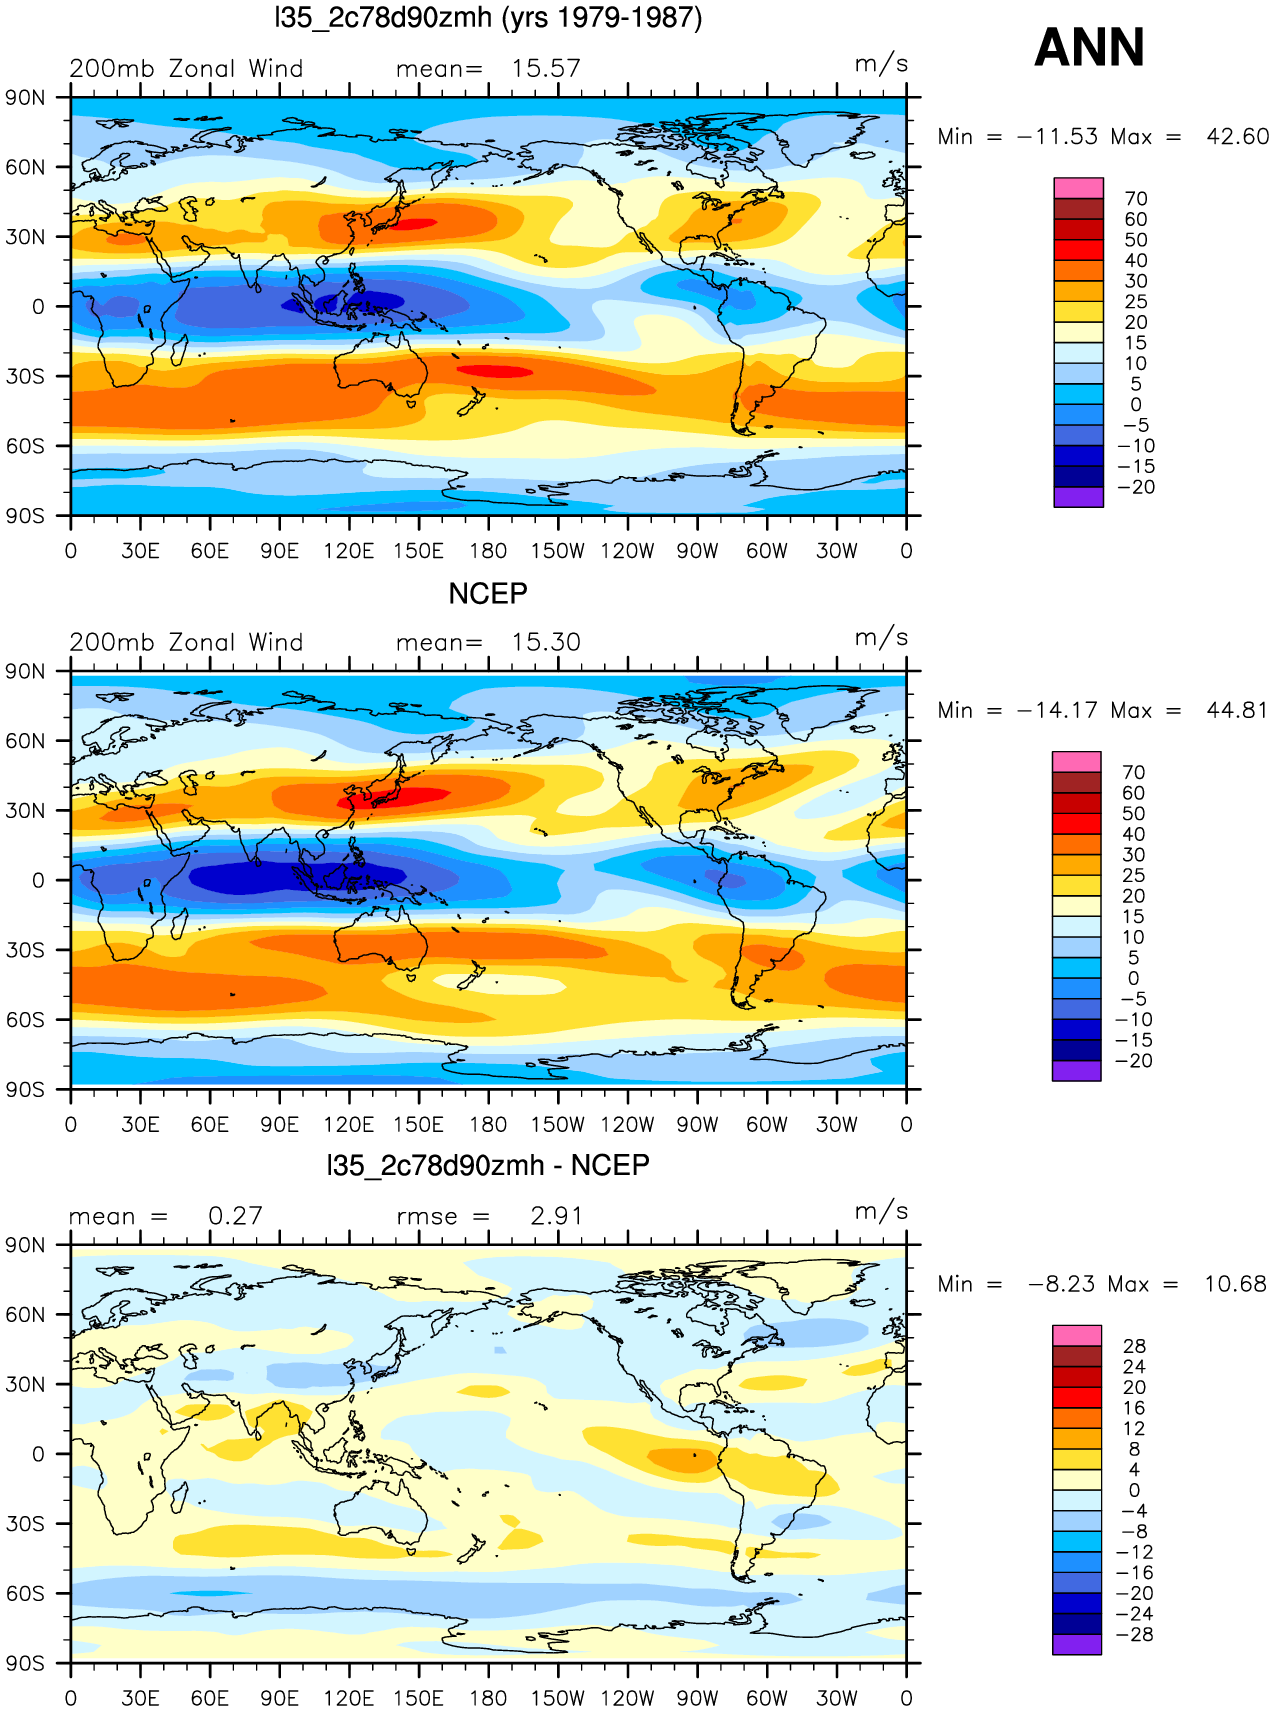 l35_2c78d90zmh (yrs 1979-1987)
ANN
200mb Zonal Wind mean= 15.57 m/s
Min = -11.53 Max = 42.60
90N
60N
30N
0
30S
60S
90S
0 30E 60E 90E 120E 150E 180 150W 120W 90W 60W 30W 0
70
60
50
40
30
25
20
15
10
5
0
-5
-10
-15
-20
NCEP
200mb Zonal Wind mean= 15.30 m/s
Min = -14.17 Max = 44.81
90N
60N
30N
0
30S
60S
90S
0 30E 60E 90E 120E 150E 180 150W 120W 90W 60W 30W 0
70
60
50
40
30
25
20
15
10
5
0
-5
-10
-15
-20
l35_2c78d90zmh - NCEP
mean = 0.27 rmse = 2.91 m/s
Min = -8.23 Max = 10.68
90N
60N
30N
0
30S
60S
90S
0 30E 60E 90E 120E 150E 180 150W 120W 90W 60W 30W 0
28
24
20
16
12
8
4
0
-4
-8
-12
-16
-20
-24
-28